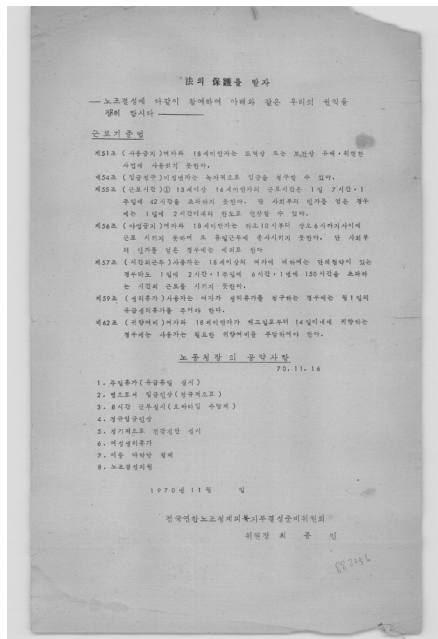 法의 保護를 받자
노조결성에 다같이 참여하여 아래와 같은 우리의 권익을
찾읍시다
근로기준법
제51조 (사용금지) 여자와 18세미만자는 도덕상 또는 보건상 유해·위험한
사업에 사용하지 못한다.
제54조 (임금청구) 미성년자는 독자적으로 임금을 청구할 수 있다.
제55조 (근로시간) ① 13세이상 16세미만자의 근로시간은 1일 7시간·1
주일에 42시간을 초과하지 못한다. 단 사회부의 인가를 얻은 경우
에는 1일에 2시간이내의 한도로 연장할 수 있다.
제56조 (야업금지) 여자와 18세미만자는 하오10시부터 상오6시까지사이에
근로 시키지 못하며 또 휴일근무에 종사시키지 못한다. 단 사회부
의 인가를 얻은 경우에는 예외로 한다
제57조 (시간외근무) 사용자는 18세이상의 여자에 대하여는 단체협약이 있는
경우라도 1일에 2시간·1주일에 6시간·1년에 150시간을 초과하
는 시간외 근로를 시키지 못한다.
제59조 (생리휴가) 사용자는 여자가 생리휴가를 청구하는 경우에는 월1일의
유급생리휴가를 주어야 한다.
제62조 (귀향여비) 여자와 18세미만자가 해고일로부터 14일이내에 귀향하는
경우에는 사용자는 필요한 귀향여비를 부담하여야 한다.
노동청장의 공약사항
70.11.16
1. 주일휴가 (유급휴일 실시)
2. 임금인상 (정규적으로)
3. 8시간 근무실시 (오바타임 수당제)
4. 정규임금인상
5. 정기적으로 건강진단 실시
6. 여성생리휴가
7. 이중 다락방 철폐
8. 노조결성지원
1970년 11월 일
전국연합노조청계피복지부결성준비위원회
위원장 최 종 인
882256